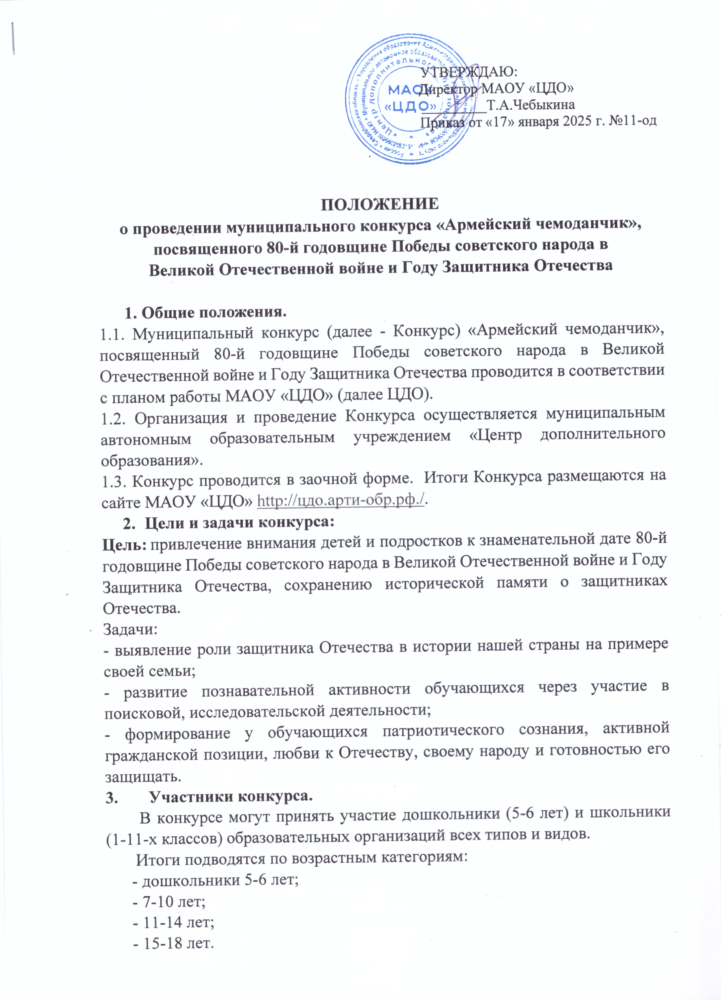 УТВЕРЖДАЮ:
Директор МАОУ «ЦДО»
__________Т.А.Чебыкина
Приказ от «17» января 2025 г. №11-од
МАОУ
«ЦДО»
«Центр дополнительного образования»
ПОЛОЖЕНИЕ
о проведении муниципального конкурса «Армейский чемоданчик»,
посвященного 80-й годовщине Победы советского народа в
Великой Отечественной войне и Году Защитника Отечества
1. Общие положения.
1.1. Муниципальный конкурс (далее - Конкурс) «Армейский чемоданчик»,
посвященный 80-й годовщине Победы советского народа в Великой
Отечественной войне и Году Защитника Отечества проводится в соответствии
с планом работы МАОУ «ЦДО» (далее ЦДО).
1.2. Организация и проведение Конкурса осуществляется муниципальным
автономным образовательным учреждением «Центр дополнительного
образования».
1.3. Конкурс проводится в заочной форме. Итоги Конкурса размещаются на
сайте МАОУ «ЦДО» http://цдо.арти-обр.рф./.
2. Цели и задачи конкурса:
Цель: привлечение внимания детей и подростков к знаменательной дате 80-й
годовщине Победы советского народа в Великой Отечественной войне и Году
Защитника Отечества, сохранению исторической памяти о защитниках
Отечества.
Задачи:
- выявление роли защитника Отечества в истории нашей страны на примере
своей семьи;
- развитие познавательной активности обучающихся через участие в
поисковой, исследовательской деятельности;
- формирование у обучающихся патриотического сознания, активной
гражданской позиции, любви к Отечеству, своему народу и готовностью его
защищать.
3. Участники конкурса.
В конкурсе могут принять участие дошкольники (5-6 лет) и школьники
(1-11-х классов) образовательных организаций всех типов и видов.
Итоги подводятся по возрастным категориям:
- дошкольники 5-6 лет;
- 7-10 лет;
- 11-14 лет;
- 15-18 лет.